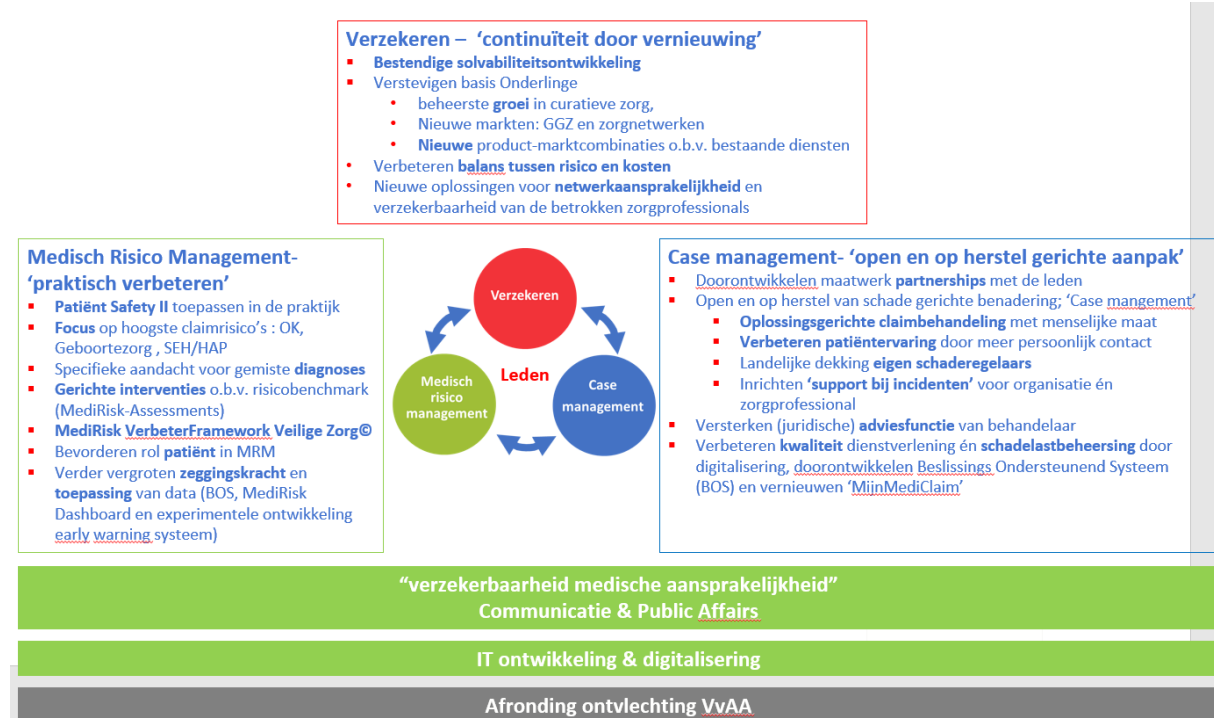 Verzekeren – ‘continuïteit door vernieuwing’
Bestendige solvabiliteitsontwikkeling
Verstevigen basis Onderlinge
beheerste groei in curatieve zorg,
Nieuwe markten: GGZ en zorgnetwerken
Nieuwe product-marktcombinaties o.b.v. bestaande diensten
Verbeteren balans tussen risico en kosten
Nieuwe oplossingen voor netwerkaansprakelijkheid en
verzekerbaarheid van de betrokken zorgprofessionals
Medisch Risico Management-
‘praktisch verbeteren’
Patiënt Safety II toepassen in de praktijk
Focus op hoogste claimrisico’s : OK,
Geboortezorg , SEH/HAP
Specifieke aandacht voor gemiste diagnoses
Gerichte interventies o.b.v. risicobenchmark
(MediRisk-Assessments)
MediRisk VerbeterFramework Veilige Zorg©
Bevorderen rol patiënt in MRM
Verder vergroten zeggingskracht en
toepassing van data (BOS, MediRisk
Dashboard en experimentele ontwikkeling
early warning systeem)
Verzekeren
Leden
Medisch
risico
management
Case
management
Case management- ‘open en op herstel gerichte aanpak’
Doorontwikkelen maatwerk partnerships met de leden
Open en op herstel van schade gerichte benadering; ‘Case mangement’
Oplossingsgerichte claimbehandeling met menselijke maat
Verbeteren patiëntervaring door meer persoonlijk contact
Landelijke dekking eigen schaderegelaars
Inrichten ‘support bij incidenten’ voor organisatie én
zorgprofessional
Versterken (juridische) adviesfunctie van behandelaar
Verbeteren kwaliteit dienstverlening én schadelastbeheersing door
digitalisering, doorontwikkelen Beslissings Ondersteunend Systeem
(BOS) en vernieuwen ‘MijnMediClaim’
“verzekerbaarheid medische aansprakelijkheid”
Communicatie & Public Affairs
IT ontwikkeling & digitalisering
Afronding ontvlechting VvAA